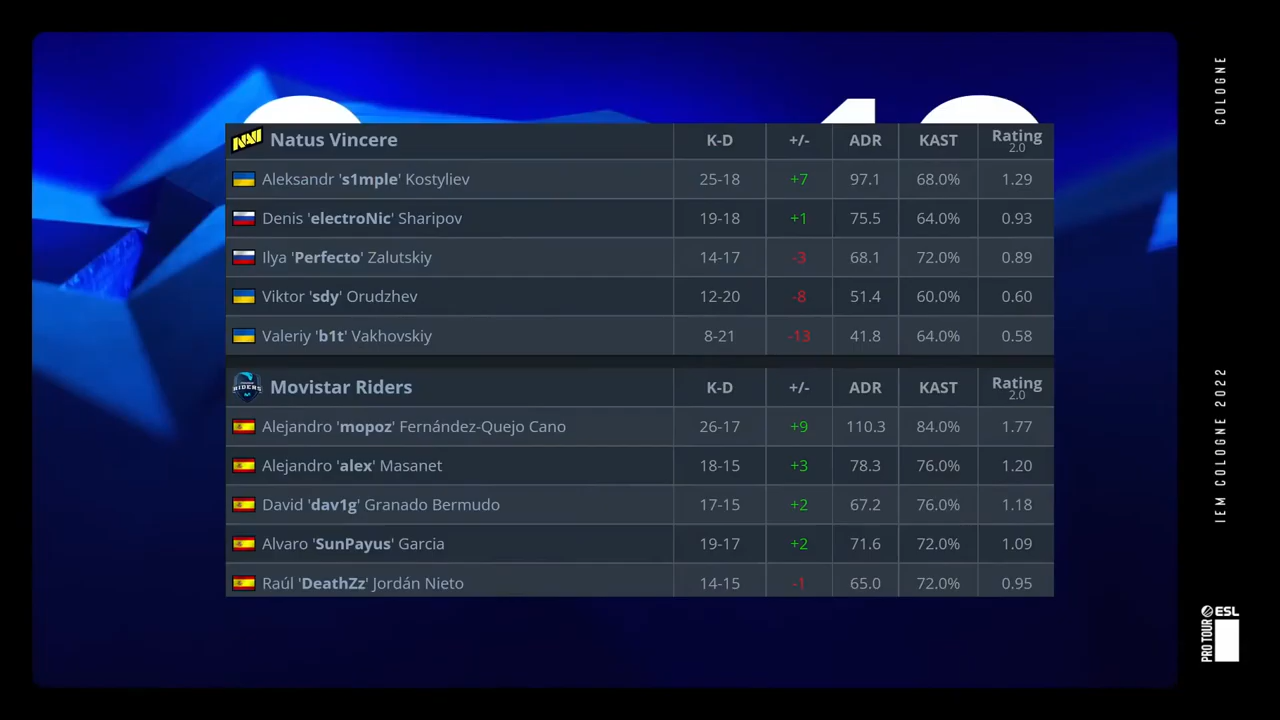 COLOGNE
Natus Vincere K-D +/- ADR KAST Rating 2.0
Aleksandr 's1mple' Kostyliev 25-18 +7 97.1 68.0% 1.29
Denis 'electroNic' Sharipov 19-18 +1 75.5 64.0% 0.93
Ilya 'Perfecto' Zalutskiy 14-17 -3 68.1 72.0% 0.89
Viktor 'sdy' Orudzhev 12-20 -8 51.4 60.0% 0.60
Valeriy 'b1t' Vakhovskiy 8-21 -13 41.8 64.0% 0.58
RIDERS
Movistar Riders K-D +/- ADR KAST Rating 2.0
Alejandro 'mopoz' Fernández-Quejo Cano 26-17 +9 110.3 84.0% 1.77
Alejandro 'alex' Masanet 18-15 +3 78.3 76.0% 1.20
David 'dav1g' Granado Bermudo 17-15 +2 67.2 76.0% 1.18
Alvaro 'SunPayus' Garcia 19-17 +2 71.6 72.0% 1.09
Raúl 'DeathZz' Jordán Nieto 14-15 -1 65.0 72.0% 0.95
IEM COLOGNE 2022
ESL
PRO TOUR